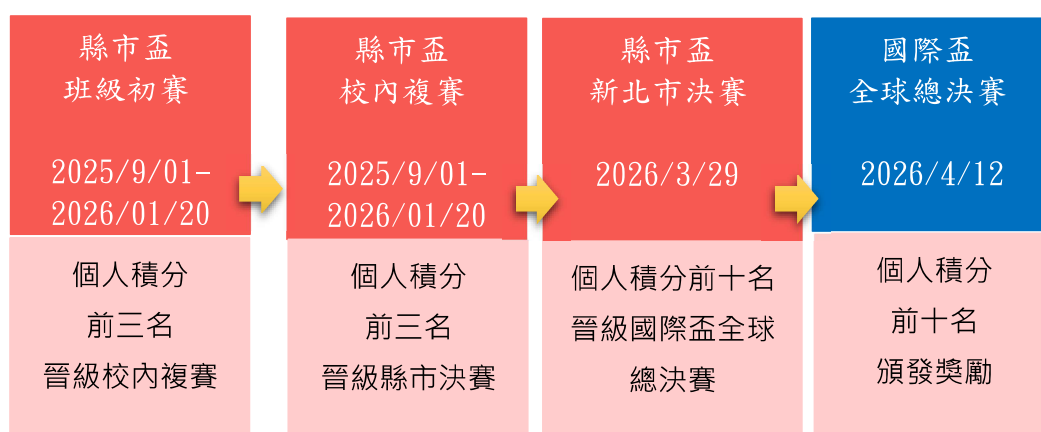 縣市盃
班級初賽
2025/9/01-
2026/01/20
個人積分
前三名
晉級校內複賽
縣市盃
校內複賽
2025/9/01-
2026/01/20
個人積分
前三名
晉級縣市決賽
縣市盃
新北市決賽
2026/3/29
個人積分前十名
晉級國際盃全球
總決賽
國際盃
全球總決賽
2026/4/12
個人積分
前十名
頒發獎勵